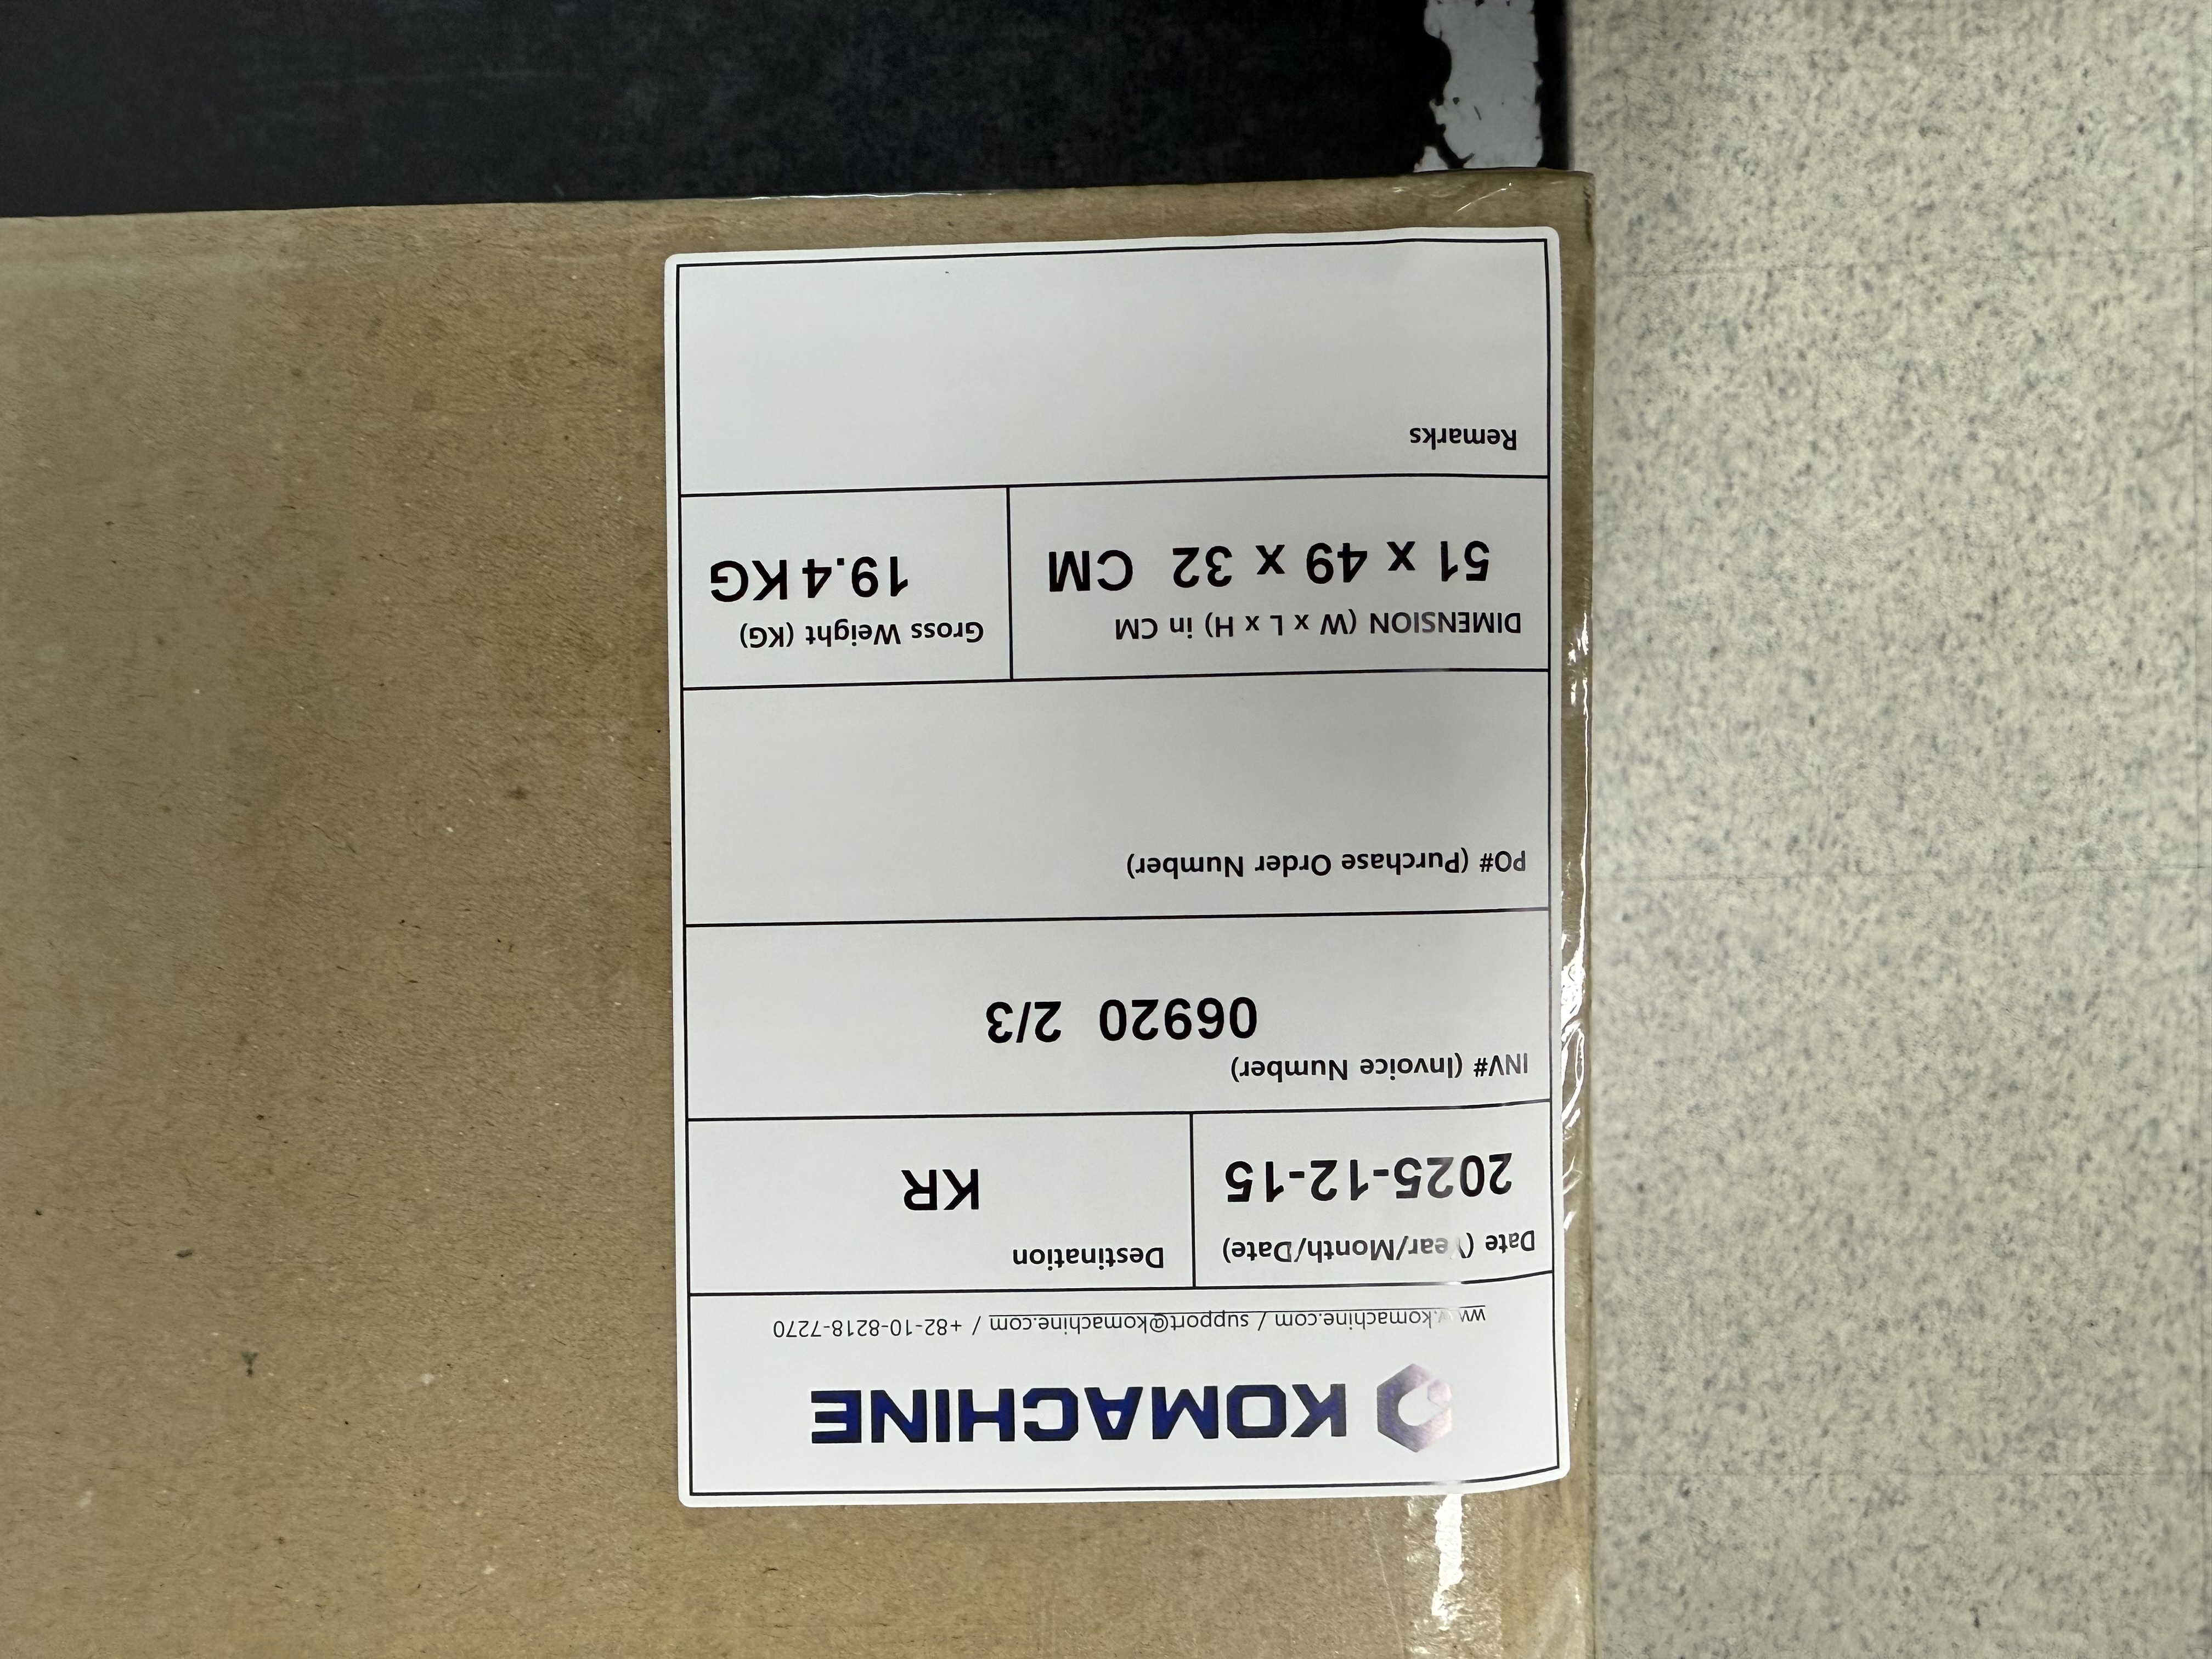 KOMACHINE
www.komachine.com / support@komachine.com / +82-10-8218-7270
Date (Year/Month/Date)
2025-12-15
Destination
KR
INV# (Invoice Number)
06920 2/3
PO# (Purchase Order Number)
DIMENSION (W x L x H) in CM
51 x 49 x 32 CM
Gross Weight (KG)
19.4 KG
Remarks